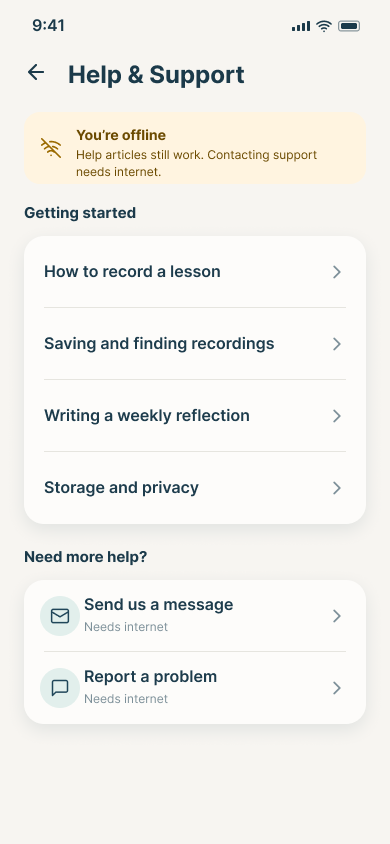 9:41
Help & Support
You’re offline
Help articles still work. Contacting support
needs internet.
Getting started
How to record a lesson
Saving and finding recordings
Writing a weekly reflection
Storage and privacy
Need more help?
Send us a message
Needs internet
Report a problem
Needs internet